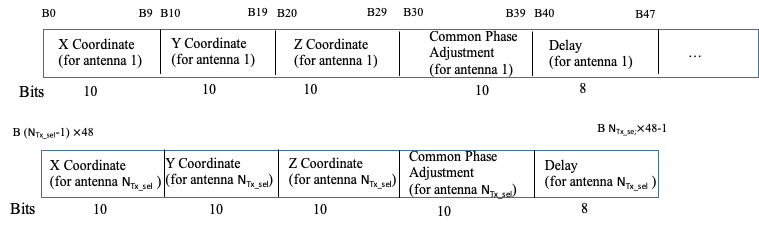 B0 B9 B10 B19 B20 B29 B30 B39 B40 B47
X Coordinate (for antenna 1)
Y Coordinate (for antenna 1)
Z Coordinate (for antenna 1)
Common Phase Adjustment (for antenna 1)
Delay (for antenna 1)
...
Bits 10 10 10 10 8
B (NTx_sel-1) ×48 B NTx_se;×48-1
X Coordinate (for antenna NTx_sel )
Y Coordinate (for antenna NTx_sel)
Z Coordinate (for antenna NTx_sel)
Common Phase Adjustment (for antenna NTx_sel)
Delay (for antenna NTx_sel )
Bits 10 10 10 10 8